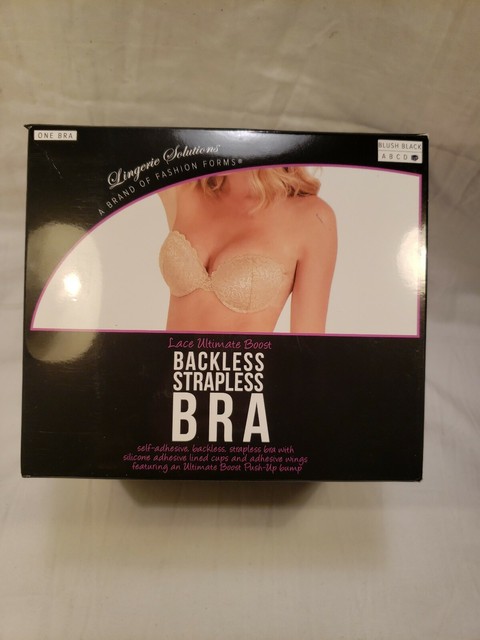 ONE BRA
Lingerie Solutions
A BRAND OF FASHION FORMS®
BLUSH BLACK
A B C D
Lace Ultimate Boost
BACKLESS
STRAPLESS
BRA
self-adhesive, backless, strapless bra with
silicone adhesive lined cups and adhesive wings
featuring an Ultimate Boost Push-Up bump